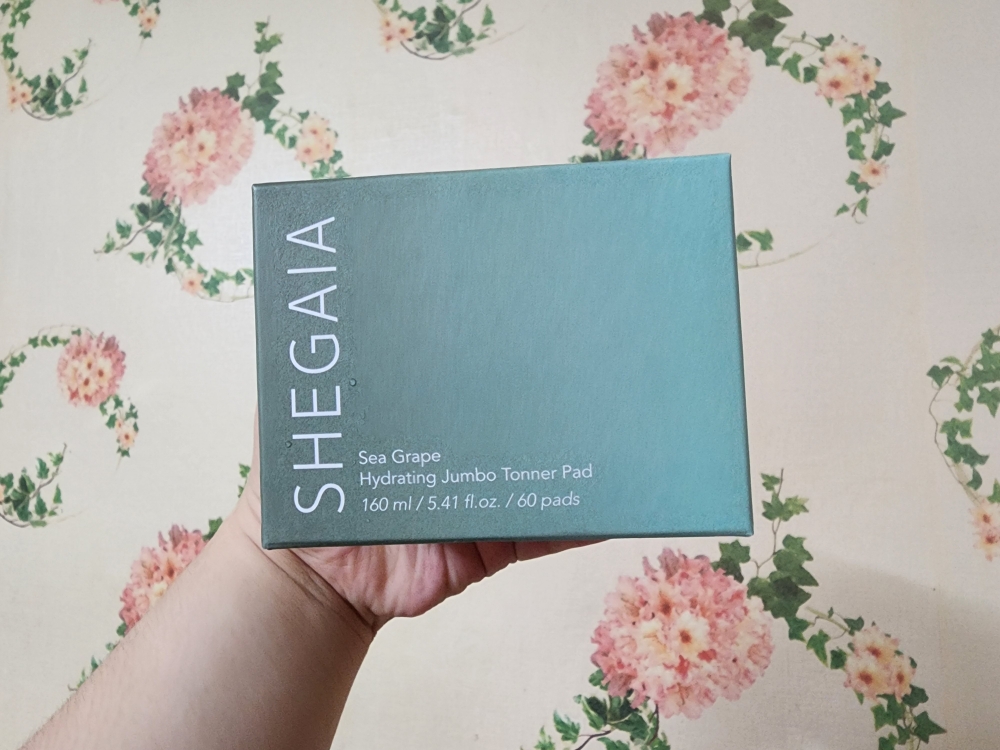 SHEGAIA
Sea Grape
Hydrating Jumbo Tonner Pad
160 ml / 5.41 fl.oz. / 60 pads